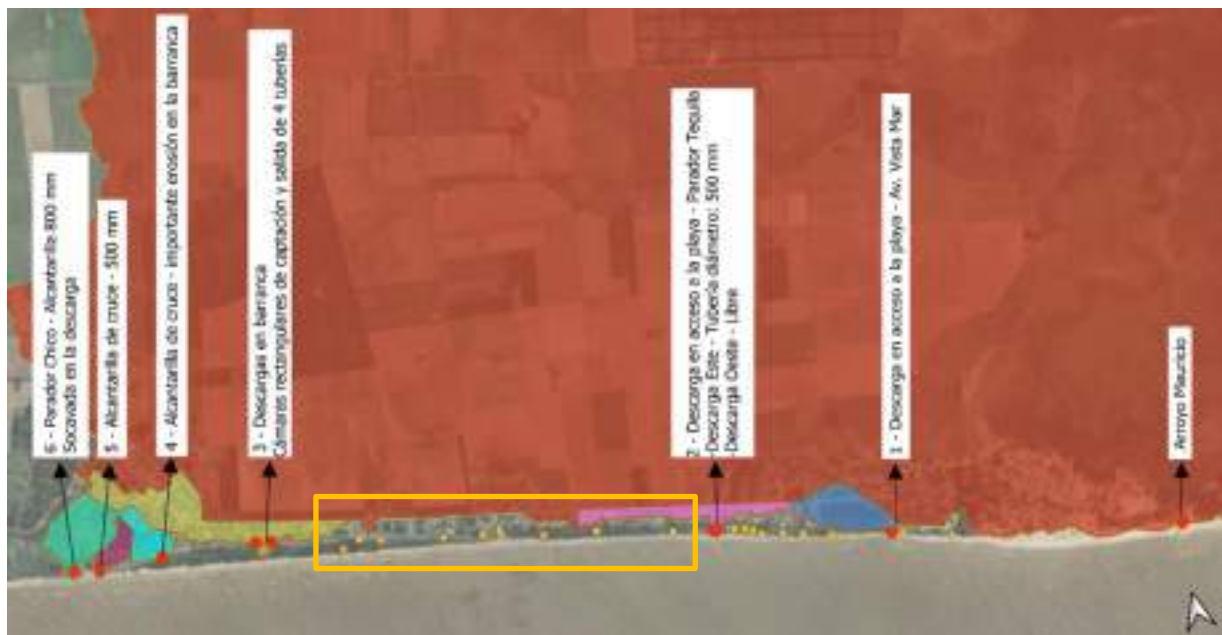 6 - Parador Chico - Alcantarilla 800 mm
Socavada en la descarga
5 - Alcantarilla de cruce - 500 mm
4 - Alcantarilla de cruce - importante erosión en la barranca
3 - Descargas en barranca
Cámaras rectangulares de captación y salida de 4 tuberías
2 - Descarga en acceso a la playa - Parador Tequila
-Descarga Este - Tubería diámetro: 500 mm
-Descarga Oeste - Libre
1 - Descarga en acceso a la playa - Av. Vista Mar
Arroyo Mauricio